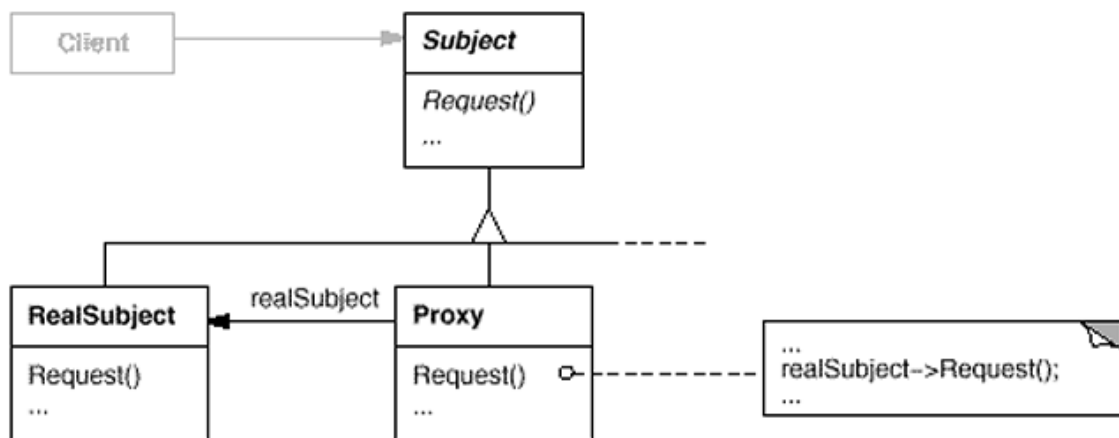 Client
Subject
Request()
...
realSubject
RealSubject
Request()
...
Proxy
Request()
...
...
realSubject->Request();
...